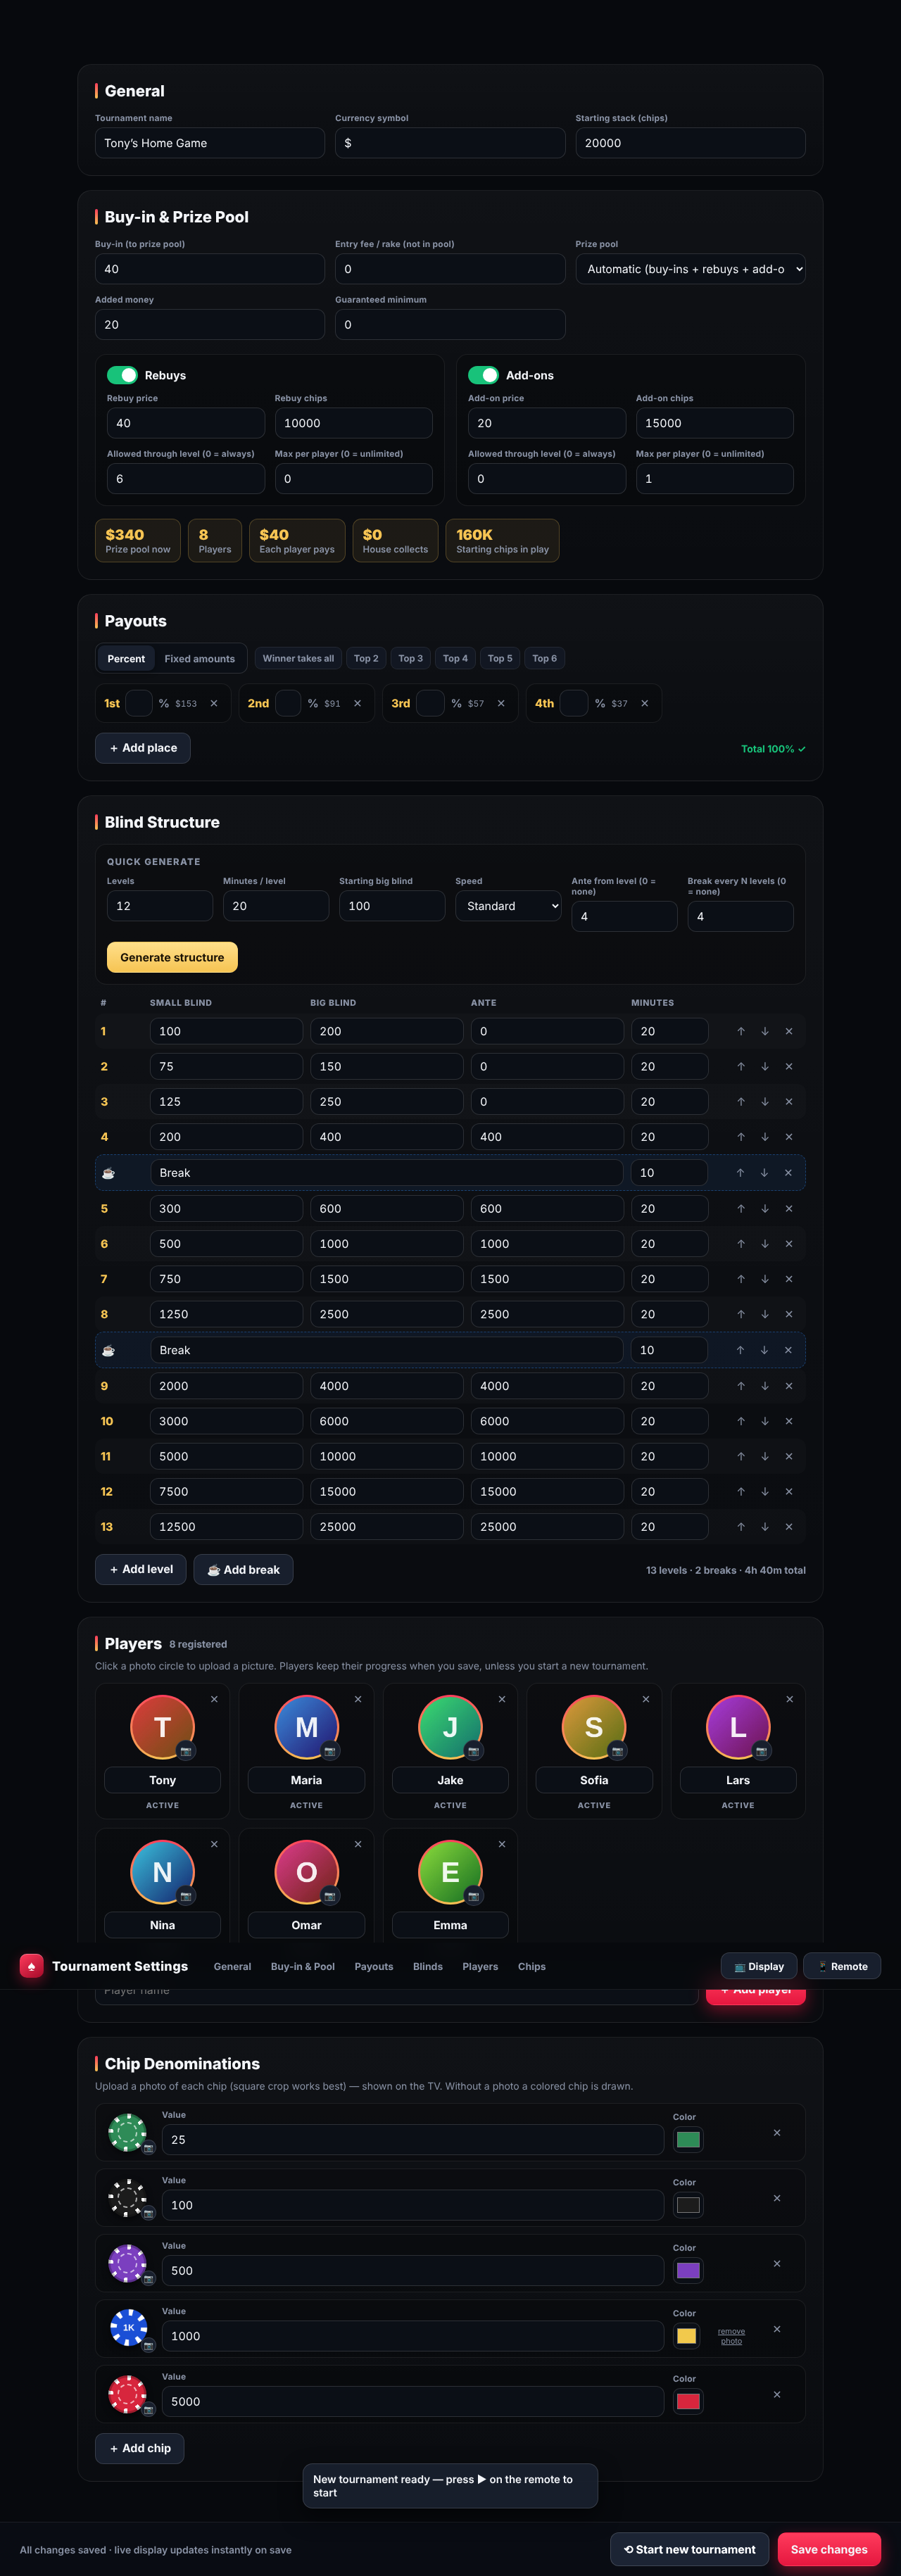 General
Tournament name
Currency symbol
Starting stack (chips)
Tony's Home Game
$
20000
Buy-in & Prize Pool
Buy-in (to prize pool)
Entry fee / rake (not in pool)
Prize pool
40
0
Automatic (buy-ins + rebuys + add-o
Added money
Guaranteed minimum
20
0
Rebuys
Rebuy price
Rebuy chips
40
10000
Allowed through level (0 = always)
Max per player (0 = unlimited)
6
0
Add-ons
Add-on price
Add-on chips
20
15000
Allowed through level (0 = always)
Max per player (0 = unlimited)
0
1
$340
Prize pool now
8
Players
$40
Each player pays
$0
House collects
160K
Starting chips in play
Payouts
Percent
Fixed amounts
Winner takes all
Top 2
Top 3
Top 4
Top 5
Top 6
1st % $153 ✕
2nd % $91 ✕
3rd % $57 ✕
4th % $37 ✕
+ Add place
Total 100% ✓
Blind Structure
QUICK GENERATE
Levels
Minutes / level
Starting big blind
Speed
Ante from level (0 =
none)
Break every N levels (0
= none)
12
20
100
Standard
4
4
Generate structure
# SMALL BLIND BIG BLIND ANTE MINUTES
1 100 200 0 20 ↑ ↓ ✕
2 75 150 0 20 ↑ ↓ ✕
3 125 250 0 20 ↑ ↓ ✕
4 200 400 400 20 ↑ ↓ ✕
☕ Break 10 ↑ ↓ ✕
5 300 600 600 20 ↑ ↓ ✕
6 500 1000 1000 20 ↑ ↓ ✕
7 750 1500 1500 20 ↑ ↓ ✕
8 1250 2500 2500 20 ↑ ↓ ✕
☕ Break 10 ↑ ↓ ✕
9 2000 4000 4000 20 ↑ ↓ ✕
10 3000 6000 6000 20 ↑ ↓ ✕
11 5000 10000 10000 20 ↑ ↓ ✕
12 7500 15000 15000 20 ↑ ↓ ✕
13 12500 25000 25000 20 ↑ ↓ ✕
+ Add level
☕ Add break
13 levels · 2 breaks · 4h 40m total
Players 8 registered
Click a photo circle to upload a picture. Players keep their progress when you save, unless you start a new tournament.
T
Tony
ACTIVE
M
Maria
ACTIVE
J
Jake
ACTIVE
S
Sofia
ACTIVE
L
Lars
ACTIVE
N
Nina
O
Omar
E
Emma
Tournament Settings
General
Buy-in & Pool
Payouts
Blinds
Players
Chips
Display
Remote
Player name
+ Add player
Chip Denominations
Upload a photo of each chip (square crop works best) — shown on the TV. Without a photo a colored chip is drawn.
Value
Color
25
Value
Color
100
Value
Color
500
Value
Color
1K
1000
remove
photo
Value
Color
5000
+ Add chip
New tournament ready — press ▶ on the remote to
start
All changes saved · live display updates instantly on save
⟲ Start new tournament
Save changes